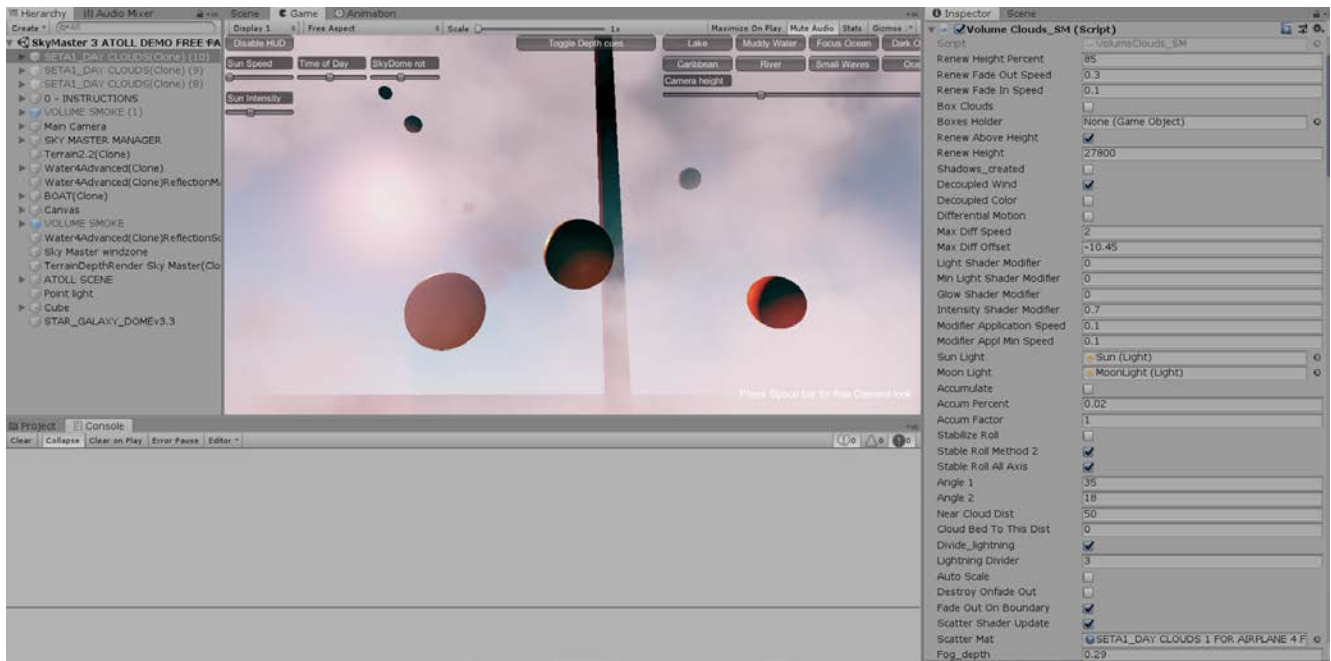 Hierarchy Audio Mixer
Create
SkyMaster 3 ATOLL DEMO FREE FA
SETA1_DAY CLOUDS(Clone) (10)
SETA1_DAY CLOUDS(Clone) (9)
SETA1_DAY CLOUDS(Clone) (8)
0 - INSTRUCTIONS
VOLUME SMOKE (1)
Main Camera
SKY MASTER MANAGER
Terrain2.2(Clone)
Water4Advanced(Clone)
Water4Advanced(Clone)ReflectionM
BOAT(Clone)
Canvas
VOLUME SMOKE
Water4Advanced(Clone)ReflectionS
Sky Master windzone
TerrainDepthRender Sky Master(Clo
ATOLL SCENE
Point light
Cube
STAR_GALAXY_DOMEv3.3
Scene Game Animation
Display 1 Free Aspect Scale 1x Maximize On Play Mute Audio Stats Gizmos
Disable HUD Toggle Depth cues Lake Muddy Water Focus Ocean Dark O
Sun Speed Time of Day SkyDome rot Caribbean River Small Waves Oce
Camera height
Sun Intensity
Press Space bar for free Camera look
Project Console
Clear Collapse Clear on Play Error Pause Editor 0 0 0
Inspector Scene
Volume Clouds_SM (Script)
Script VolumeClouds_SM
Renew Height Percent 85
Renew Fade Out Speed 0.3
Renew Fade In Speed 0.1
Box Clouds
Boxes Holder None (Game Object)
Renew Above Height
Renew Height 27800
Shadows_created
Decoupled Wind
Decoupled Color
Differential Motion
Max Diff Speed 2
Max Diff Offset -10.45
Light Shader Modifier 0
Min Light Shader Modifier 0
Glow Shader Modifier 0
Intensity Shader Modifier 0.7
Modifier Application Speed 0.1
Modifier Appl Min Speed 0.1
Sun Light Sun (Light)
Moon Light MoonLight (Light)
Accumulate
Accum Percent 0.02
Accum Factor 1
Stabilize Roll
Stable Roll Method 2
Stable Roll All Axis
Angle 1 35
Angle 2 18
Near Cloud Dist 50
Cloud Bed To This Dist 0
Divide_lightning
Lightning Divider 3
Auto Scale
Destroy Onfade Out
Fade Out On Boundary
Scatter Shader Update
Scatter Mat SETA1_DAY CLOUDS 1 FOR AIRPLANE 4 F
Fog_depth 0.29